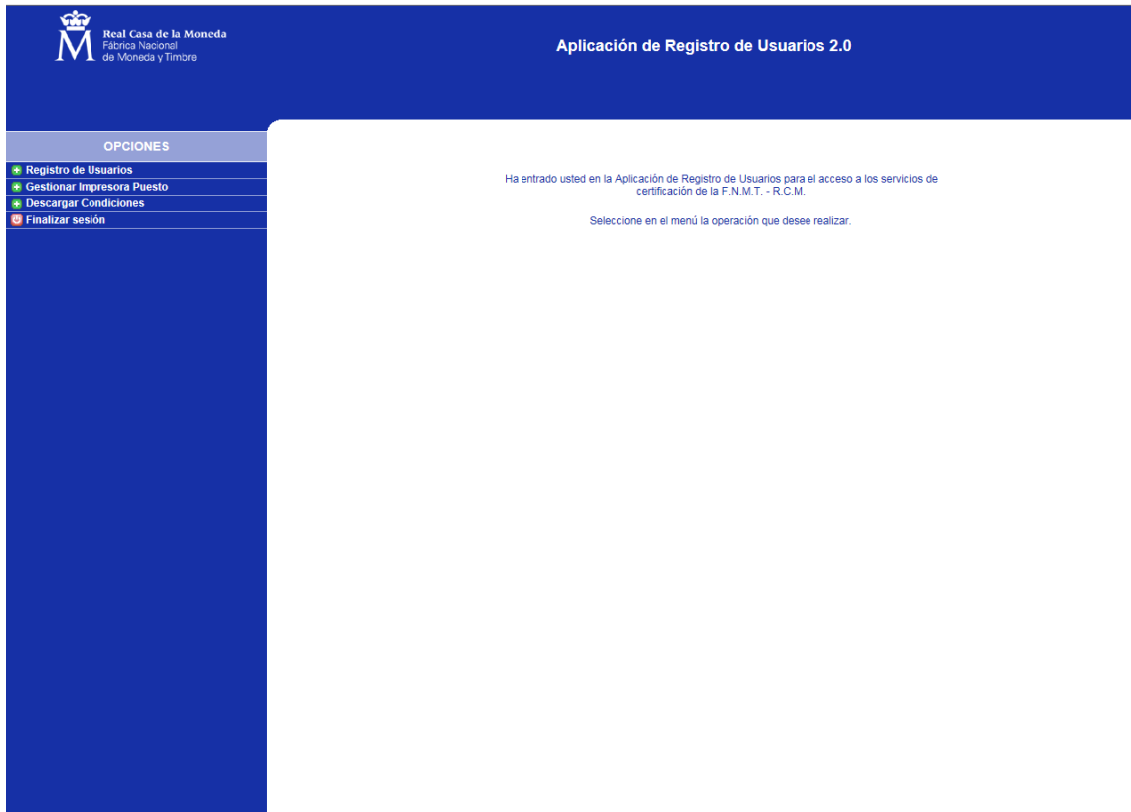 Real Casa de la Moneda
Fábrica Nacional
de Moneda y Timbre
Aplicación de Registro de Usuarios 2.0
OPCIONES
Registro de Usuarios
Gestionar Impresora Puesto
Descargar Condiciones
Finalizar sesión
Ha entrado usted en la Aplicación de Registro de Usuarios para el acceso a los servicios de
certificación de la F.N.M.T. - R.C.M.
Seleccione en el menú la operación que desee realizar.